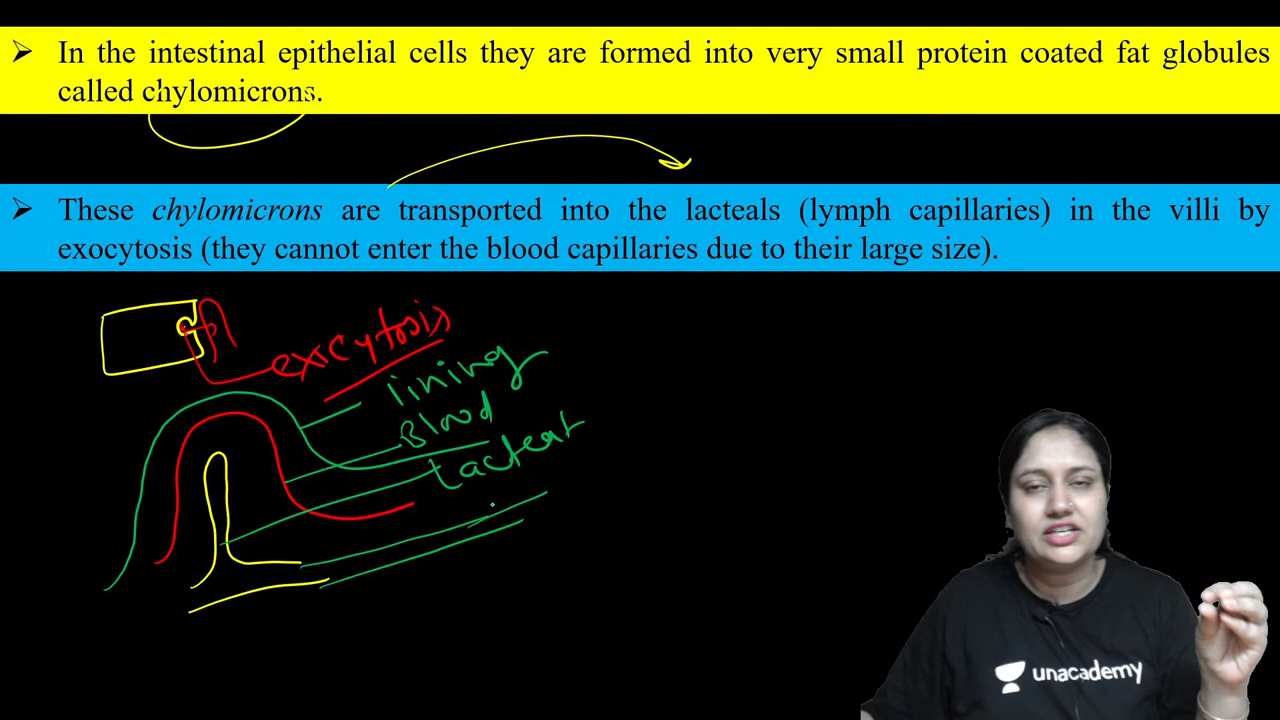 ➢ In the intestinal epithelial cells they are formed into very small protein coated fat globules
called chylomicrons.
➢ These chylomicrons are transported into the lacteals (lymph capillaries) in the villi by
exocytosis (they cannot enter the blood capillaries due to their large size).
exocytosis
lining
Blood
Lacteal
unacademy